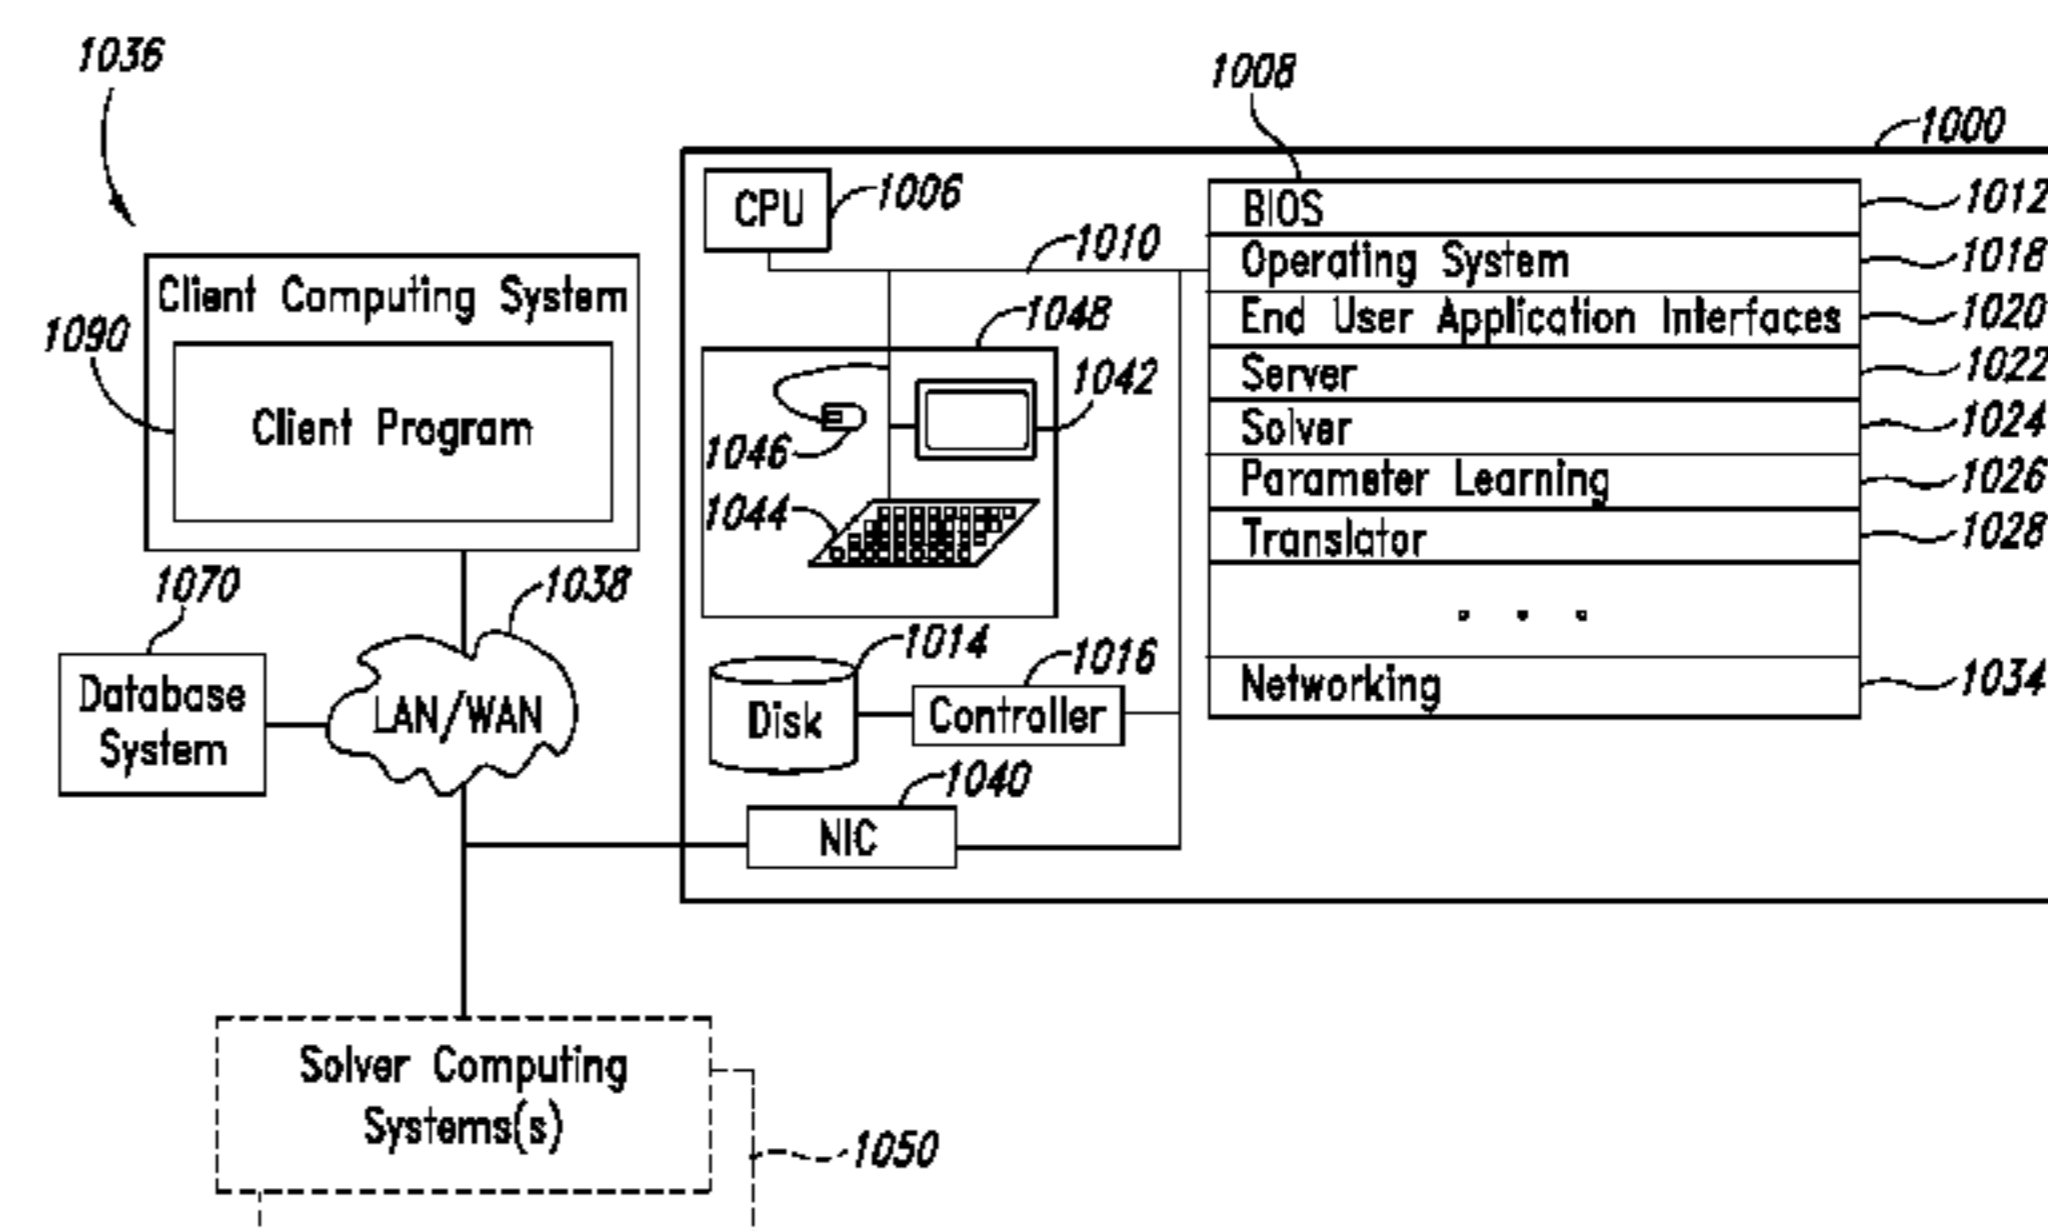 1036
1008
1000
CPU
1006
BIOS
1012
1010
Operating System
1018
Client Computing System
1048
End User Application Interfaces
1020
1090
1042
Server
1022
Client Program
1046
Solver
1024
Parameter Learning
1026
1044
Translator
1028
1070
1038
. . .
1014
1016
Database
System
LAN/WAN
Disk
Controller
Networking
1034
1040
NIC
Solver Computing
Systems(s)
1050